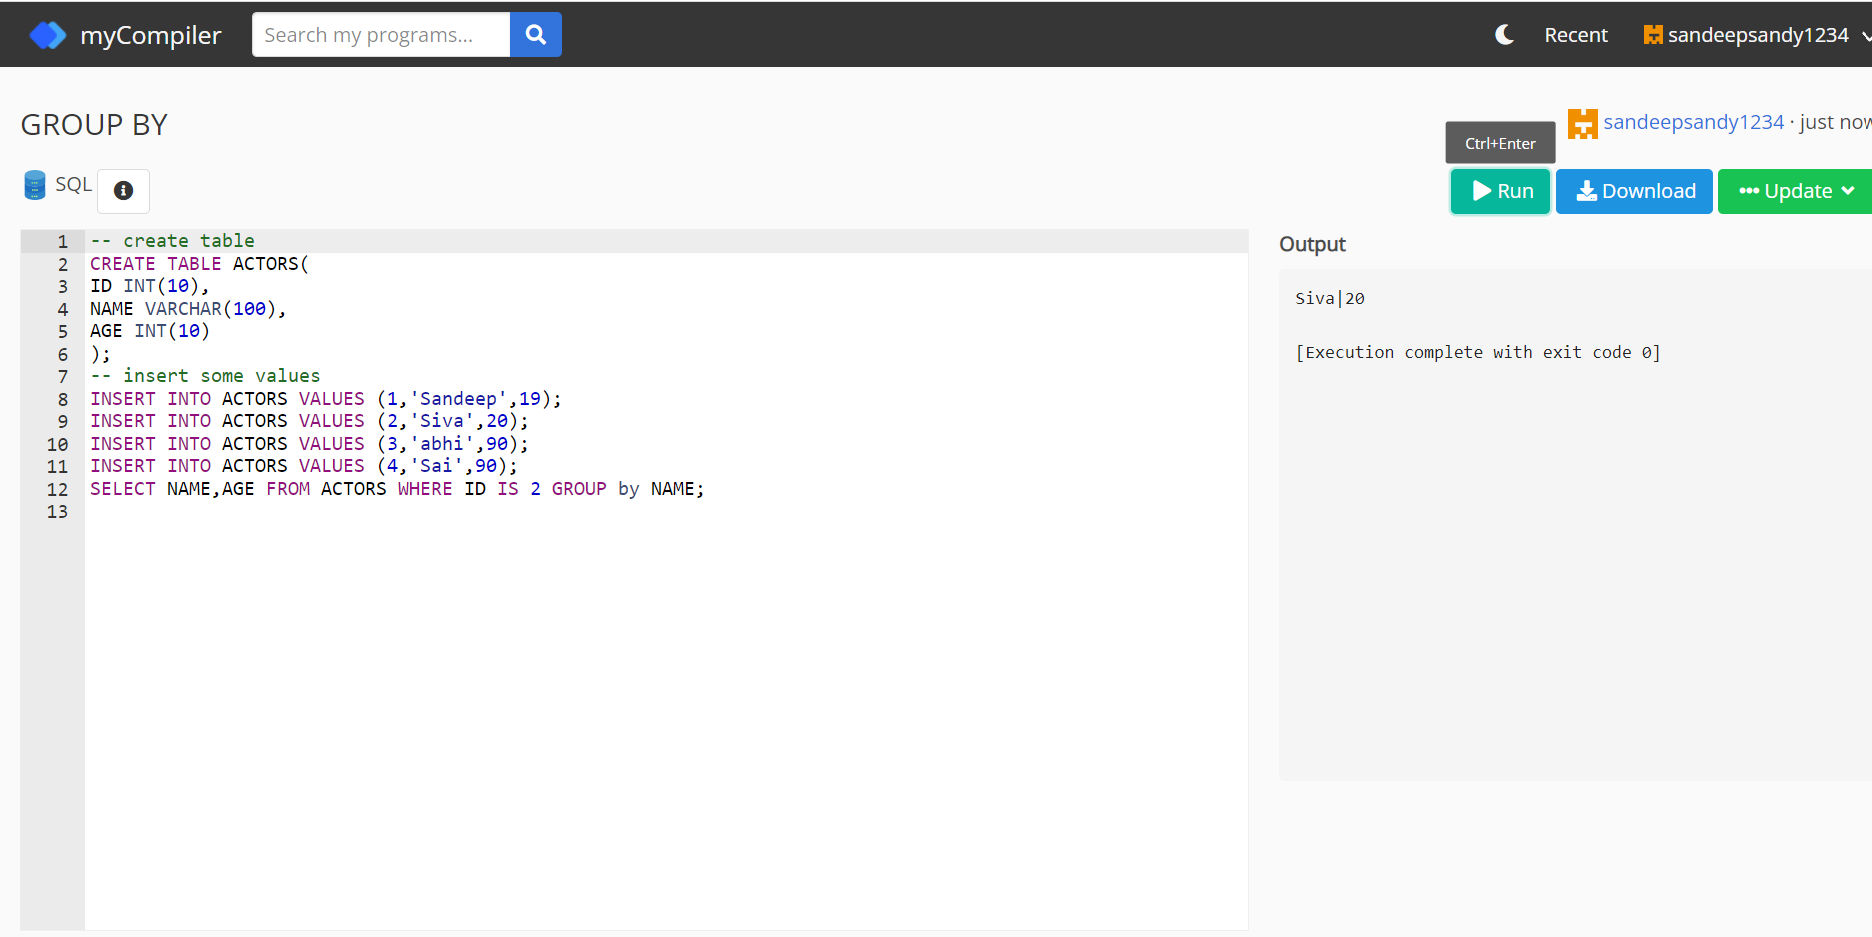 myCompiler
Search my programs...
Recent
sandeepsandy1234
GROUP BY
sandeepsandy1234 · just now
Ctrl+Enter
SQL
Run
Download
Update
1 -- create table
2 CREATE TABLE ACTORS(
3 ID INT(10),
4 NAME VARCHAR(100),
5 AGE INT(10)
6 );
7 -- insert some values
8 INSERT INTO ACTORS VALUES (1,'Sandeep',19);
9 INSERT INTO ACTORS VALUES (2,'Siva',20);
10 INSERT INTO ACTORS VALUES (3,'abhi',90);
11 INSERT INTO ACTORS VALUES (4,'Sai',90);
12 SELECT NAME,AGE FROM ACTORS WHERE ID IS 2 GROUP by NAME;
13
Output
Siva|20
[Execution complete with exit code 0]